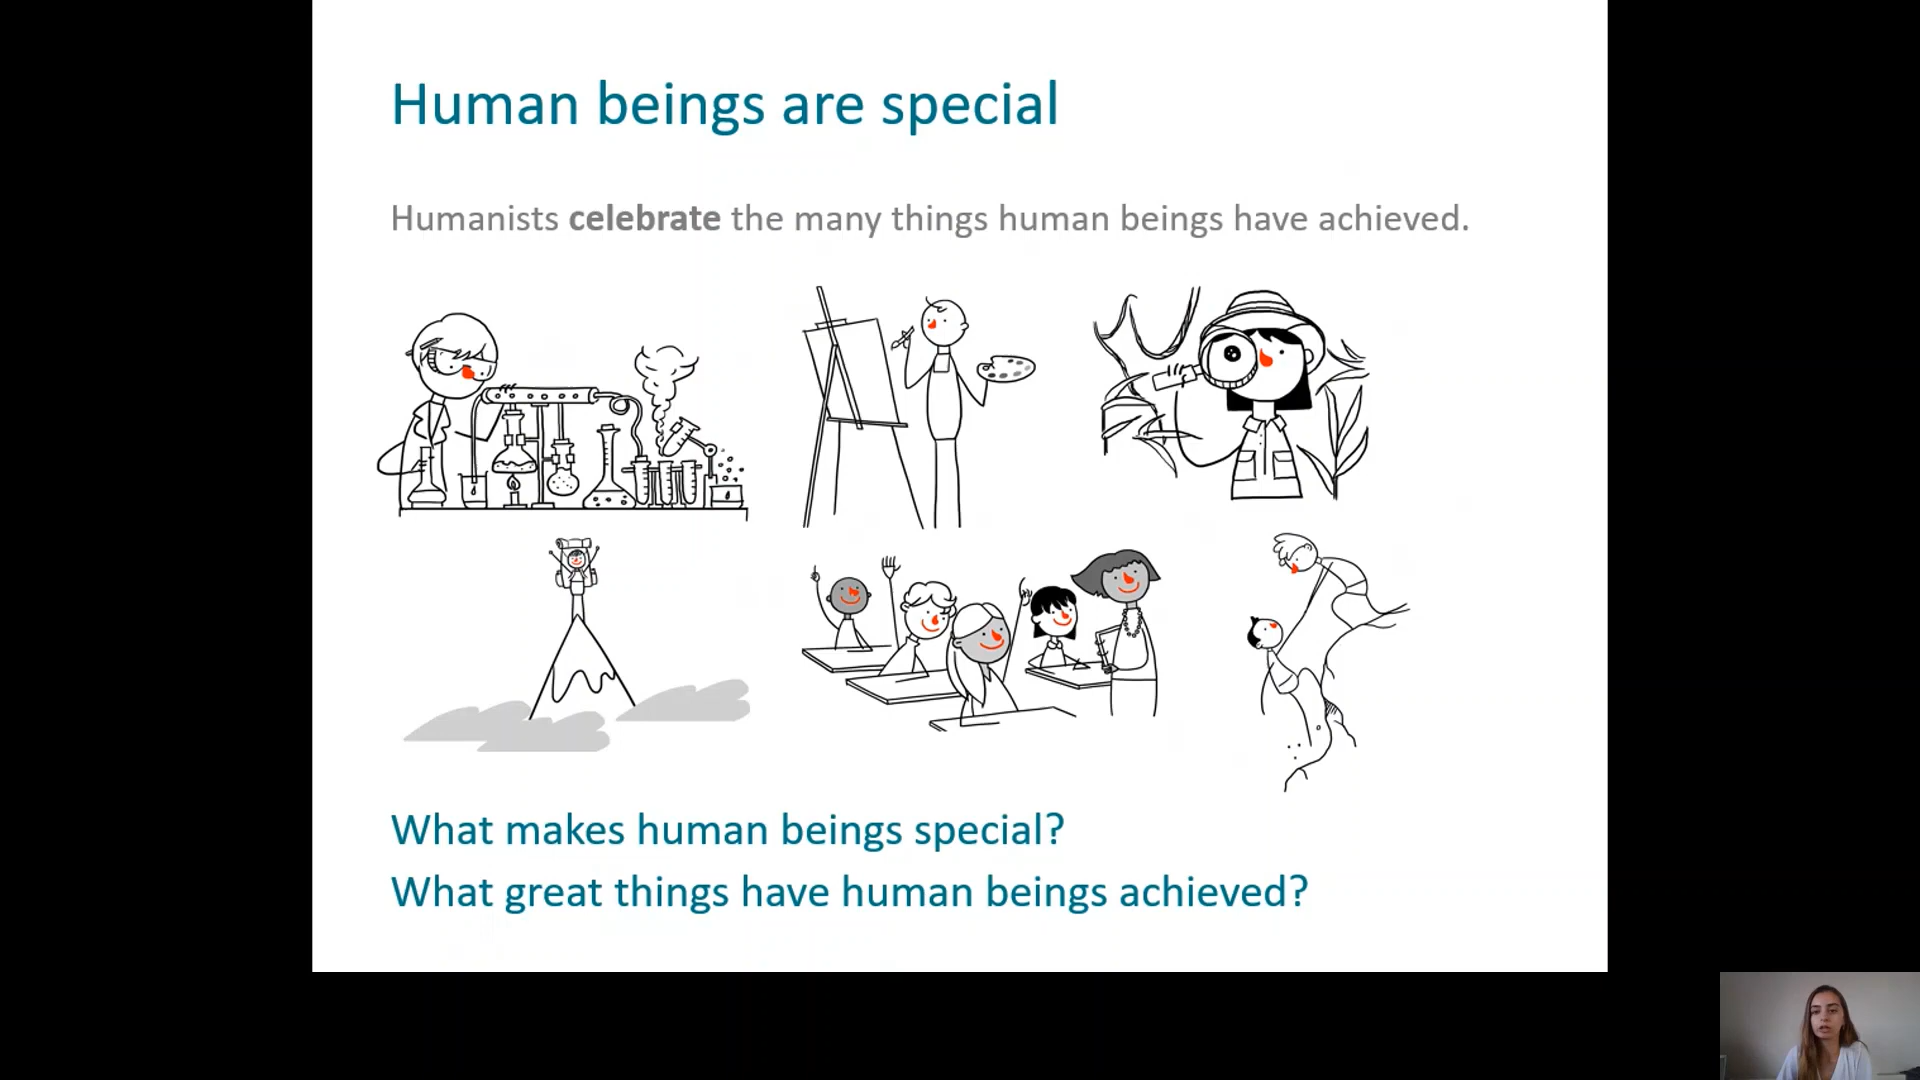 Human beings are special
Humanists celebrate the many things human beings have achieved.
What makes human beings special?
What great things have human beings achieved?